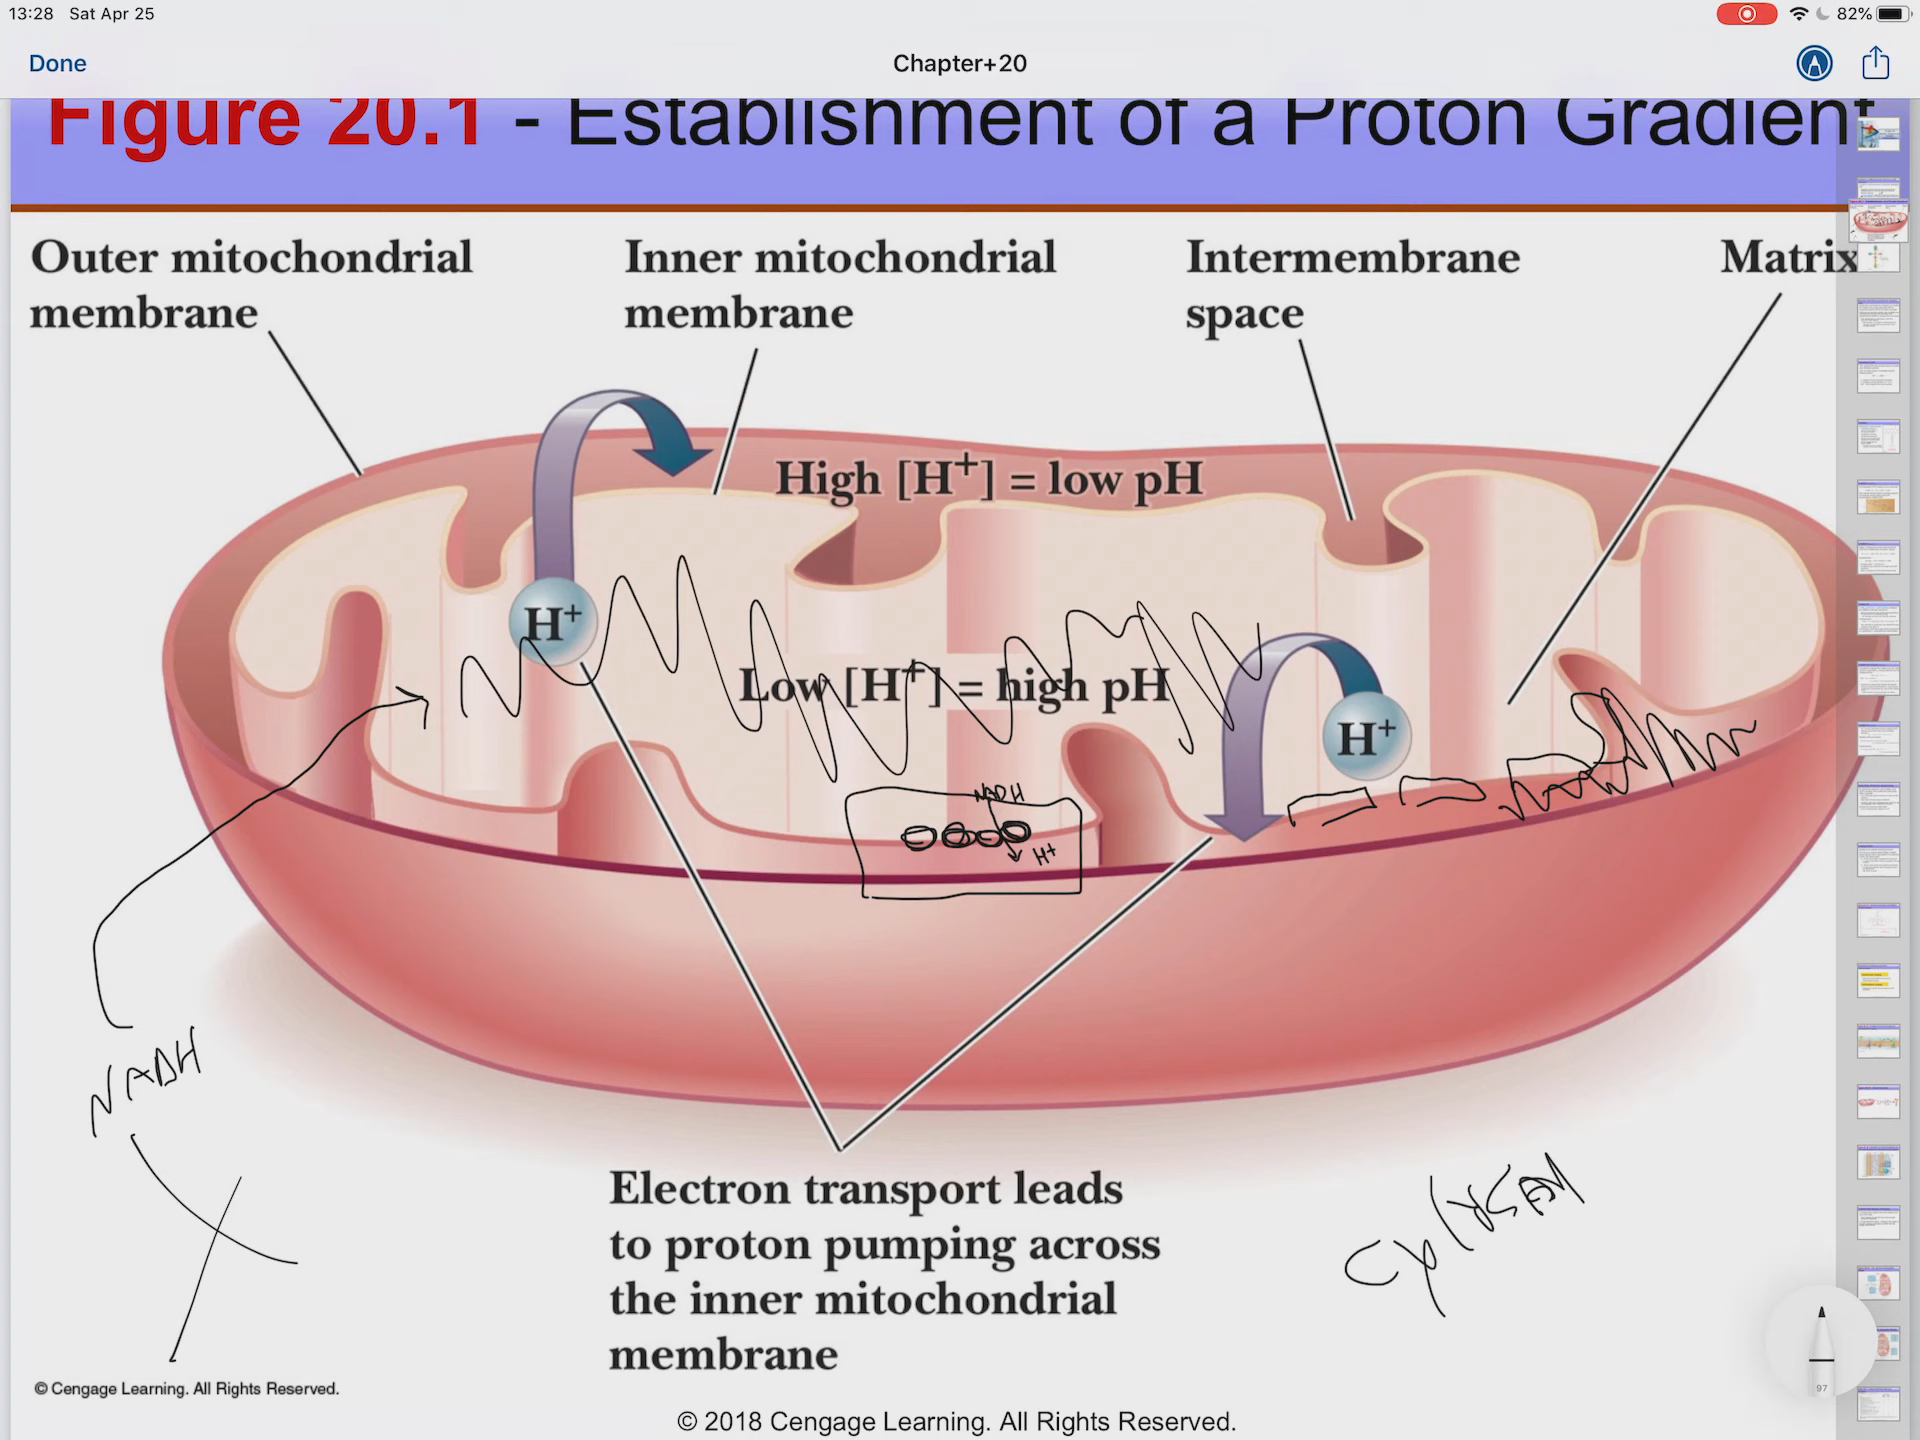 13:28 Sat Apr 25
82%
Done
Chapter+20
Figure 20.1 - Establishment of a Proton Gradient
Outer mitochondrial
membrane
Inner mitochondrial
membrane
Intermembrane
space
Matrix
High [H+] = low pH
H+
Low [H+] = high pH
H+
NADH
H+
NADH
Electron transport leads
to proton pumping across
the inner mitochondrial
membrane
97
© Cengage Learning. All Rights Reserved.
© 2018 Cengage Learning. All Rights Reserved.